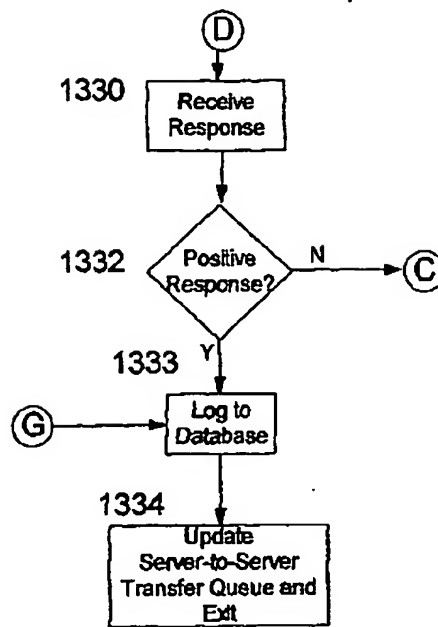 D
1330
Receive
Response
1332
Positive
Response?
N
C
Y
1333
G
Log to
Database
1334
Update
Server-to-Server
Transfer Queue and
Exit